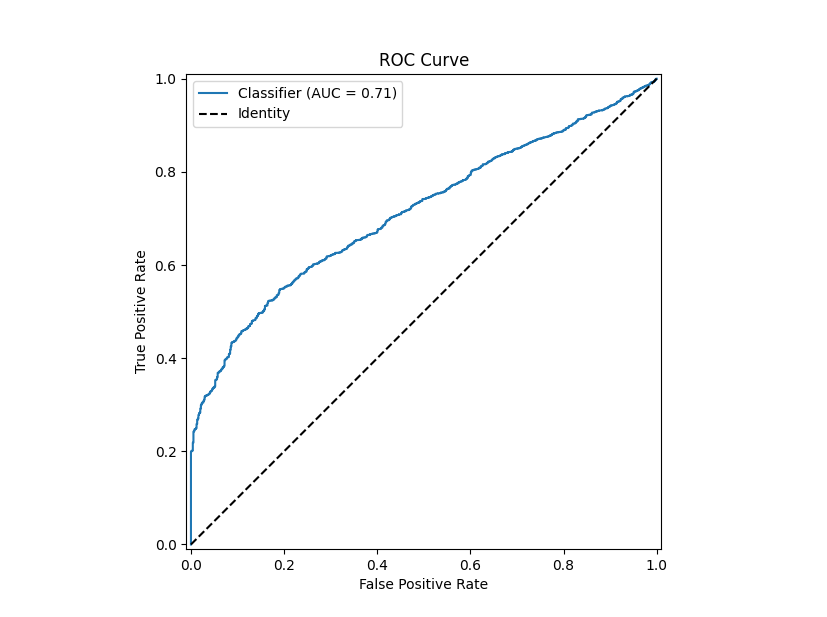 ROC Curve
Classifier (AUC = 0.71)
Identity
True Positive Rate
1.0
0.8
0.6
0.4
0.2
0.0
0.0 0.2 0.4 0.6 0.8 1.0
False Positive Rate